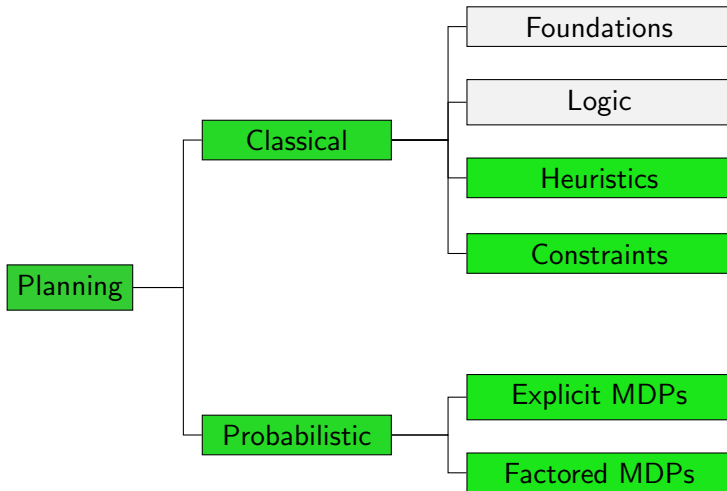 Foundations
Logic
Classical
Heuristics
Constraints
Planning
Explicit MDPs
Probabilistic
Factored MDPs